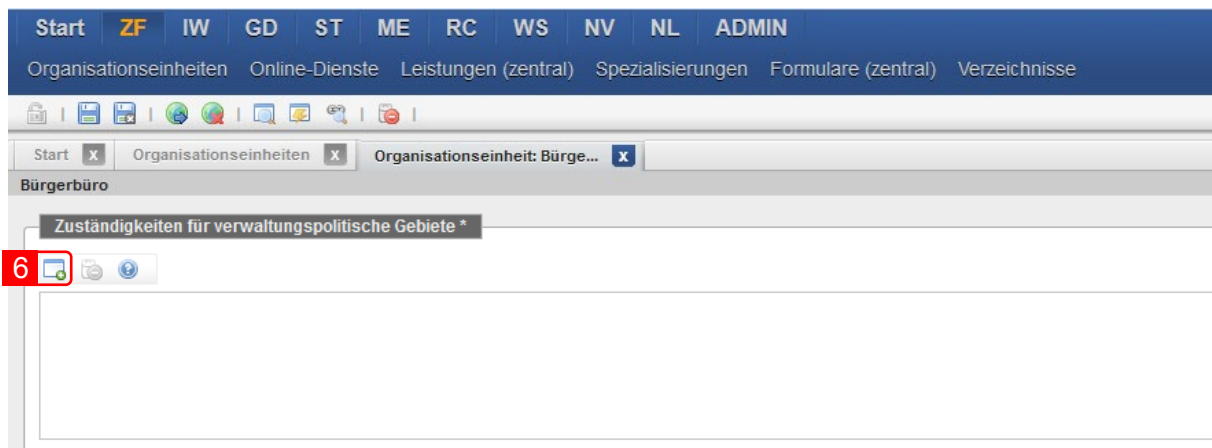 Start ZF IW GD ST ME RC WS NV NL ADMIN
Organisationseinheiten Online-Dienste Leistungen (zentral) Spezialisierungen Formulare (zentral) Verzeichnisse
Start x Organisationseinheiten x Organisationseinheit: Bürge... x
Bürgerbüro
Zuständigkeiten für verwaltungspolitische Gebiete *
6